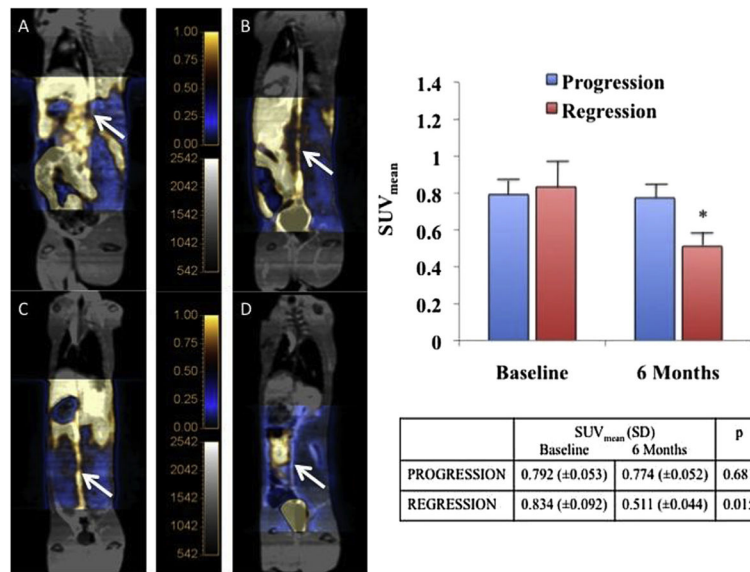 A
B
1.00
0.75
0.50
0.25
0.00
2542
2042
1542
1042
542
C
D
1.00
0.75
0.50
0.25
0.00
2542
2042
1542
1042
542
1.4
1.2
1
0.8
0.6
0.4
0.2
0
SUVmean
Progression
Regression
*
Baseline 6 Months
SUVmean (SD) p
Baseline 6 Months
PROGRESSION 0.792 (±0.053) 0.774 (±0.052) 0.68
REGRESSION 0.834 (±0.092) 0.511 (±0.044)